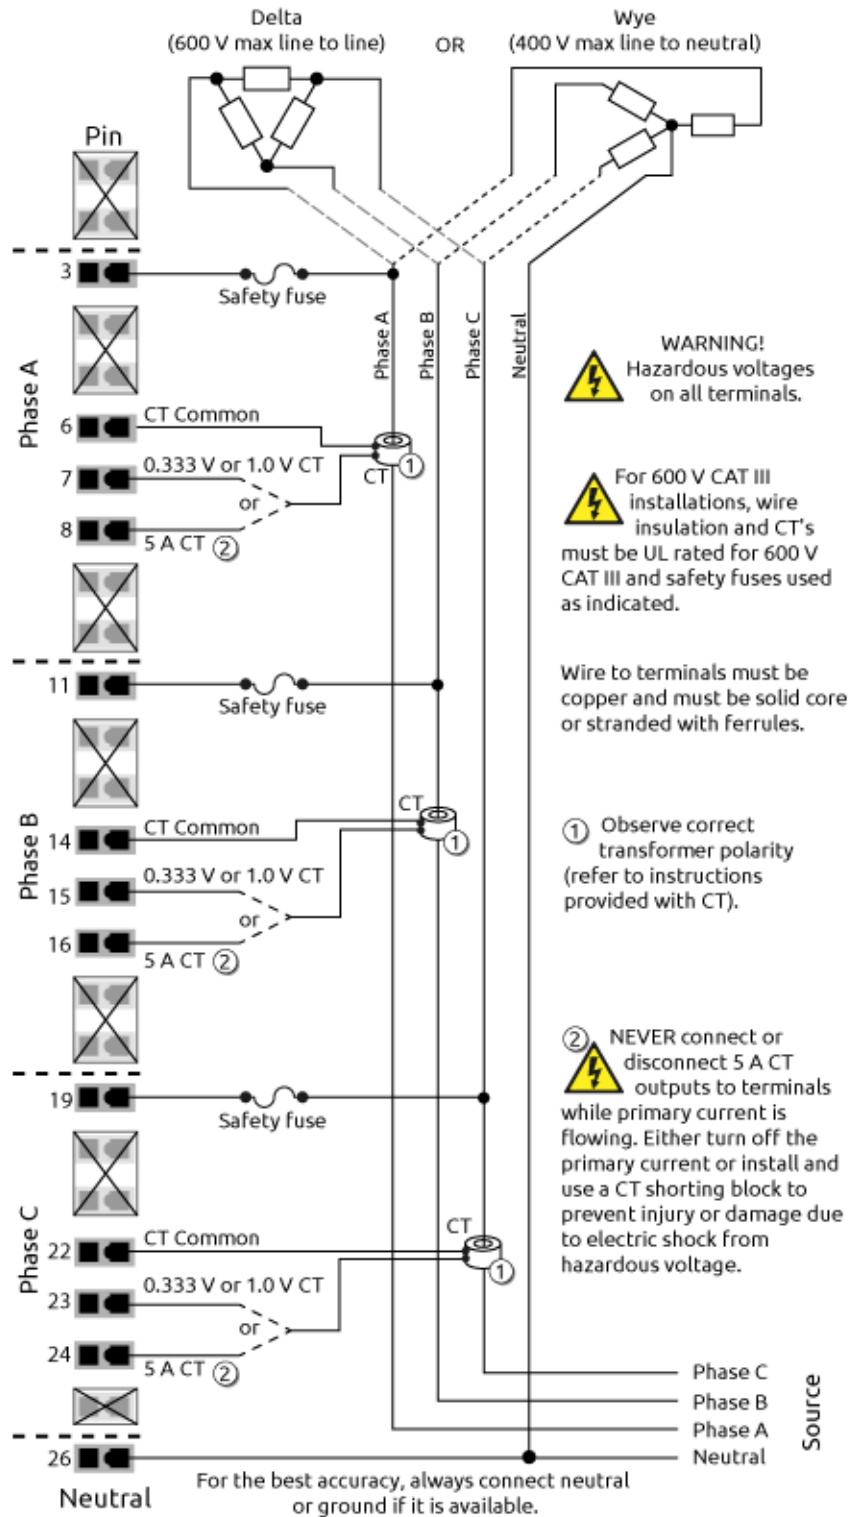 Delta
(600 V max line to line)
OR
Wye
(400 V max line to neutral)
Pin
3
Safety fuse
Phase A
Phase B
Phase C
Neutral
WARNING!
Hazardous voltages
on all terminals.
Phase A
6
CT Common
7
0.333 V or 1.0 V CT
or
8
5 A CT 2
CT
1
For 600 V CAT III
installations, wire
insulation and CT's
must be UL rated for 600 V
CAT III and safety fuses used
as indicated.
11
Safety fuse
Wire to terminals must be
copper and must be solid core
or stranded with ferrules.
Phase B
14
CT Common
15
0.333 V or 1.0 V CT
or
16
5 A CT 2
CT
1
1 Observe correct
transformer polarity
(refer to instructions
provided with CT).
19
Safety fuse
2 NEVER connect or
disconnect 5 A CT
outputs to terminals
while primary current is
flowing. Either turn off the
primary current or install and
use a CT shorting block to
prevent injury or damage due
to electric shock from
hazardous voltage.
Phase C
22
CT Common
23
0.333 V or 1.0 V CT
or
24
5 A CT 2
CT
1
Phase C
Phase B
Phase A
Neutral
Source
26
Neutral
For the best accuracy, always connect neutral
or ground if it is available.